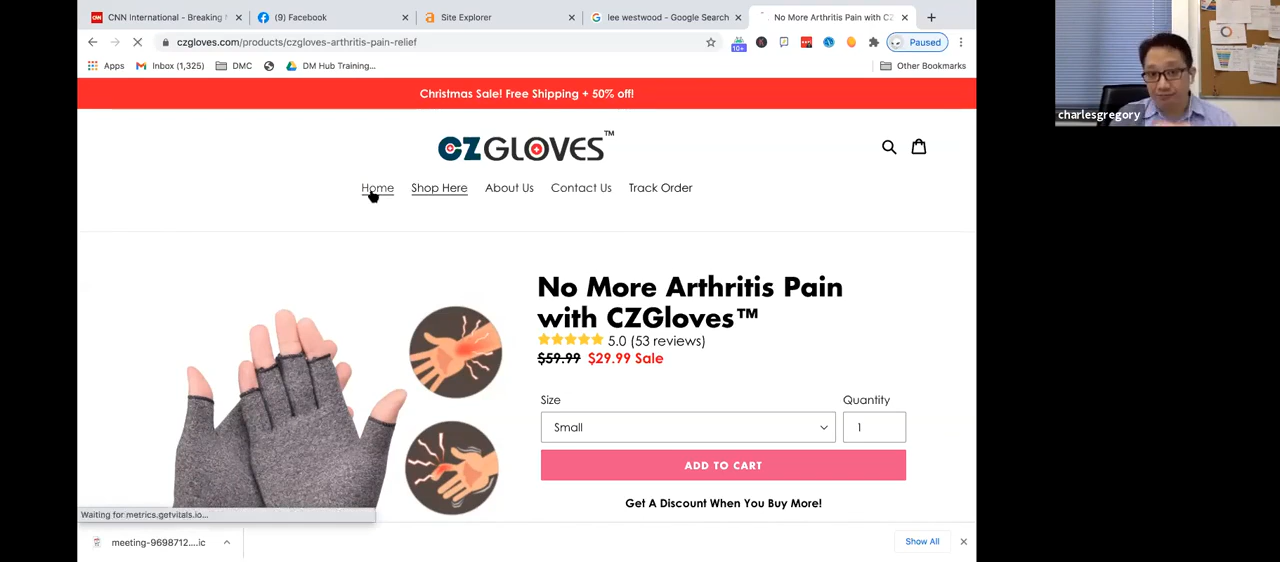 CNN International - Breaking
(9) Facebook
Site Explorer
lee westwood - Google Search
No More Arthritis Pain with CZ
czgloves.com/products/czgloves-arthritis-pain-relief
10+
Paused
Apps
Inbox (1,325)
DMC
DM Hub Training...
Other Bookmarks
Christmas Sale! Free Shipping + 50% off!
CZGLOVES™
Home
Shop Here
About Us
Contact Us
Track Order
No More Arthritis Pain
with CZGloves™
5.0 (53 reviews)
$59.99 $29.99 Sale
Size
Quantity
Small
1
ADD TO CART
Get A Discount When You Buy More!
Waiting for metrics.getvitals.io...
meeting-9698712....ic
Show All
charlesgregory